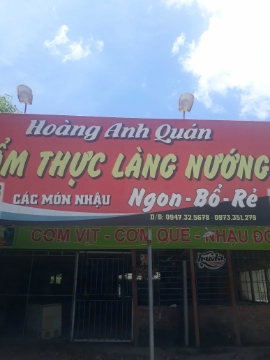 Hoàng Anh Quán
ẨM THỰC LÀNG NƯỚNG
CÁC MÓN NHẬU Ngon-Bổ-Rẻ
Đ/Đ: 0947.32.5678 - 0973.351.279
CƠM VỊT - CƠM QUÊ - NHẬU